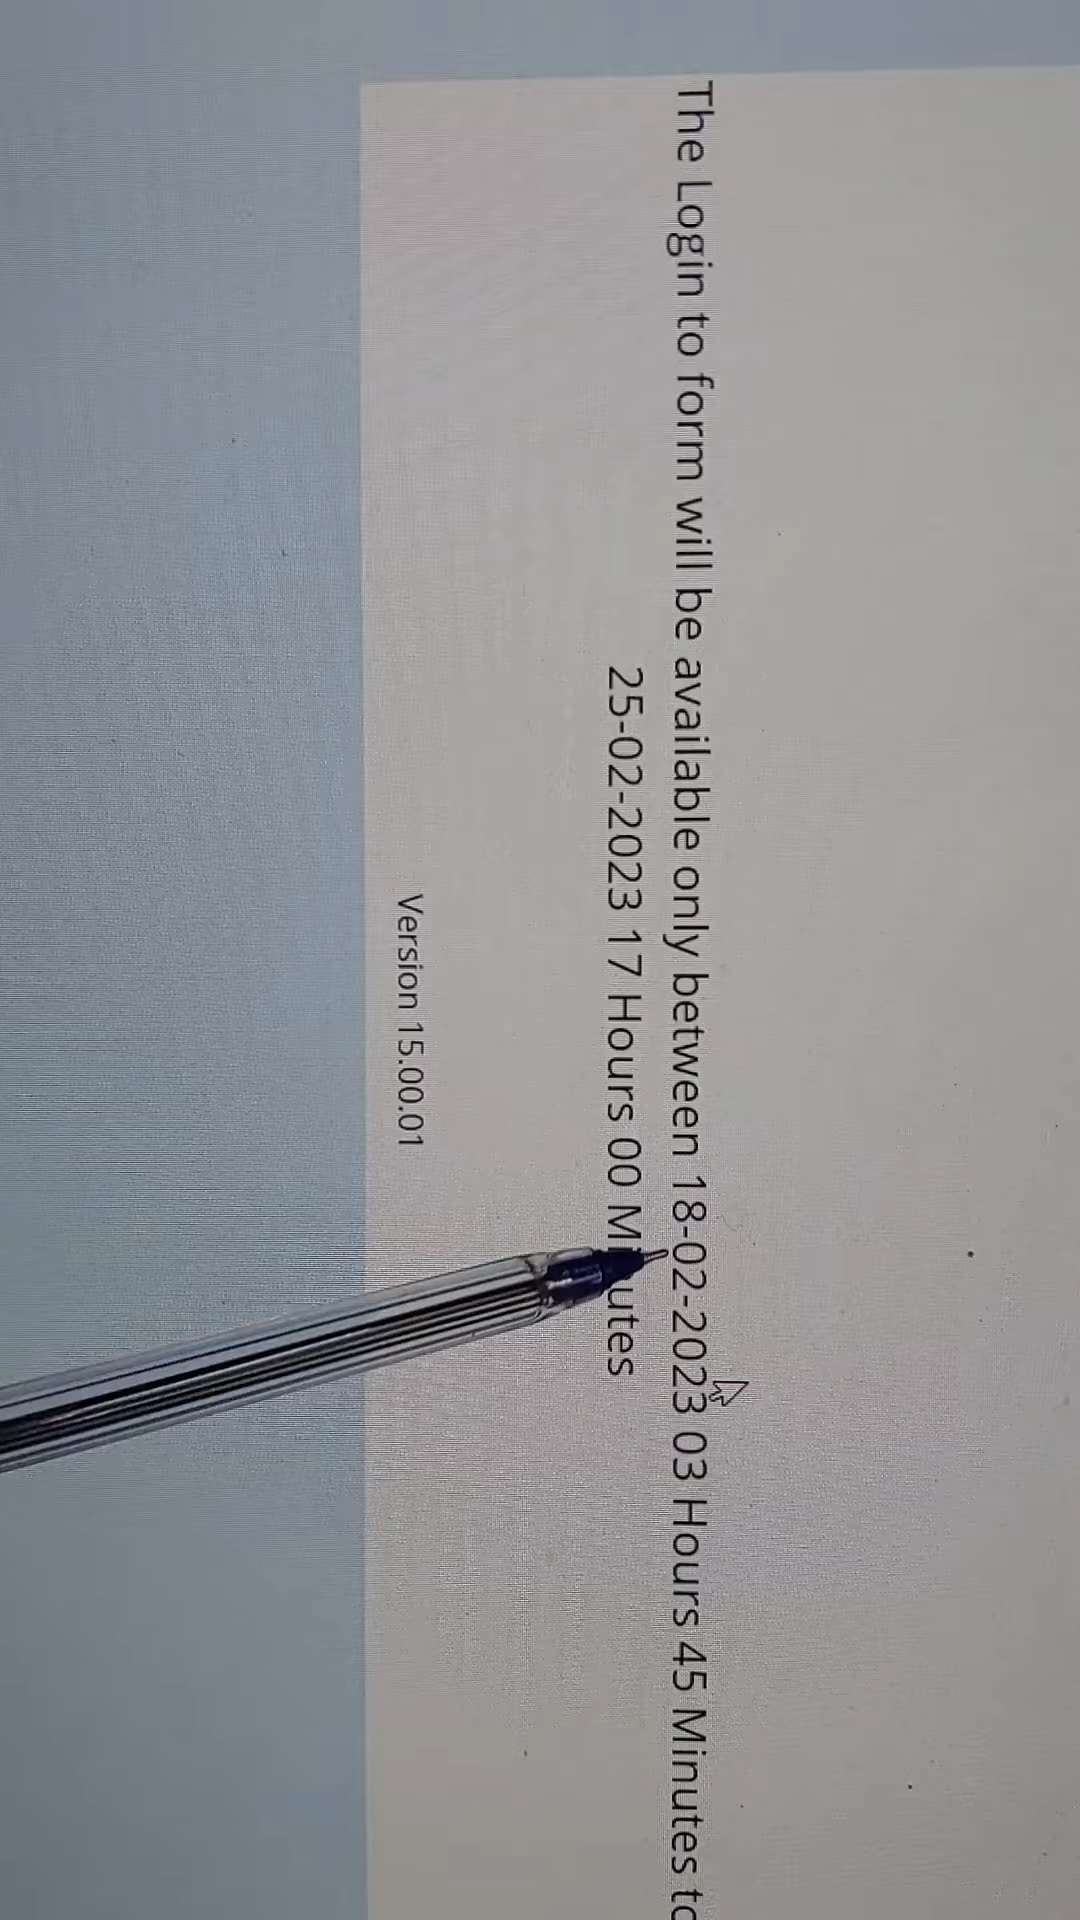 The Login to form will be available only between 18-02-2023 03 Hours 45 Minutes to
25-02-2023 17 Hours 00 Minutes
Version 15.00.01